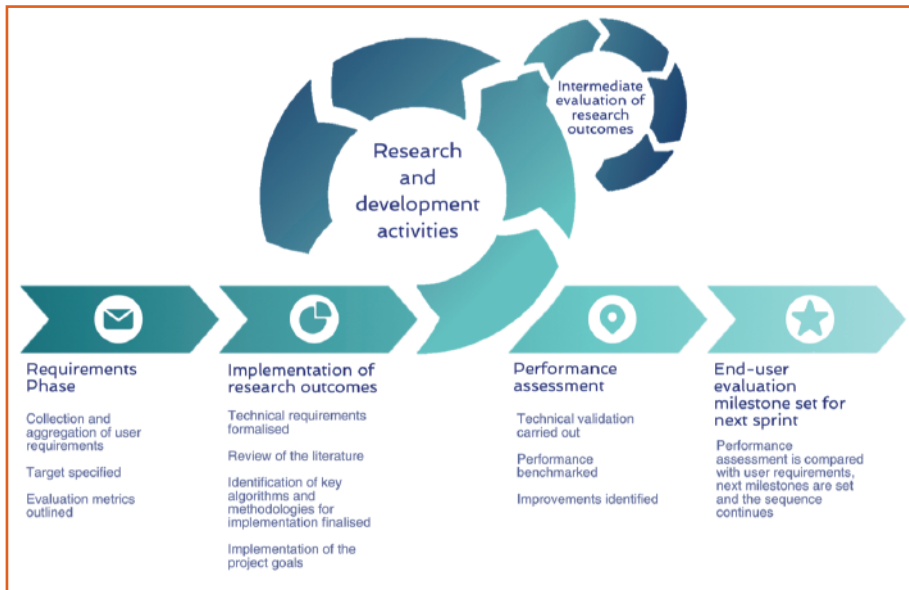 Intermediate
evaluation of
research
outcomes
Research
and
development
activities
Requirements
Phase
Collection and
aggregation of user
requirements
Target specified
Evaluation metrics
outlined
Implementation of
research outcomes
Technical requirements
formalised
Review of the literature
Identification of key
algorithms and
methodologies for
implementation finalised
Implementation of the
project goals
Performance
assessment
Technical validation
carried out
Performance
benchmarked
Improvements identified
End-user
evaluation
milestone set for
next sprint
Performance
assessment is compared
with user requirements,
next milestones are set
and the sequence
continues